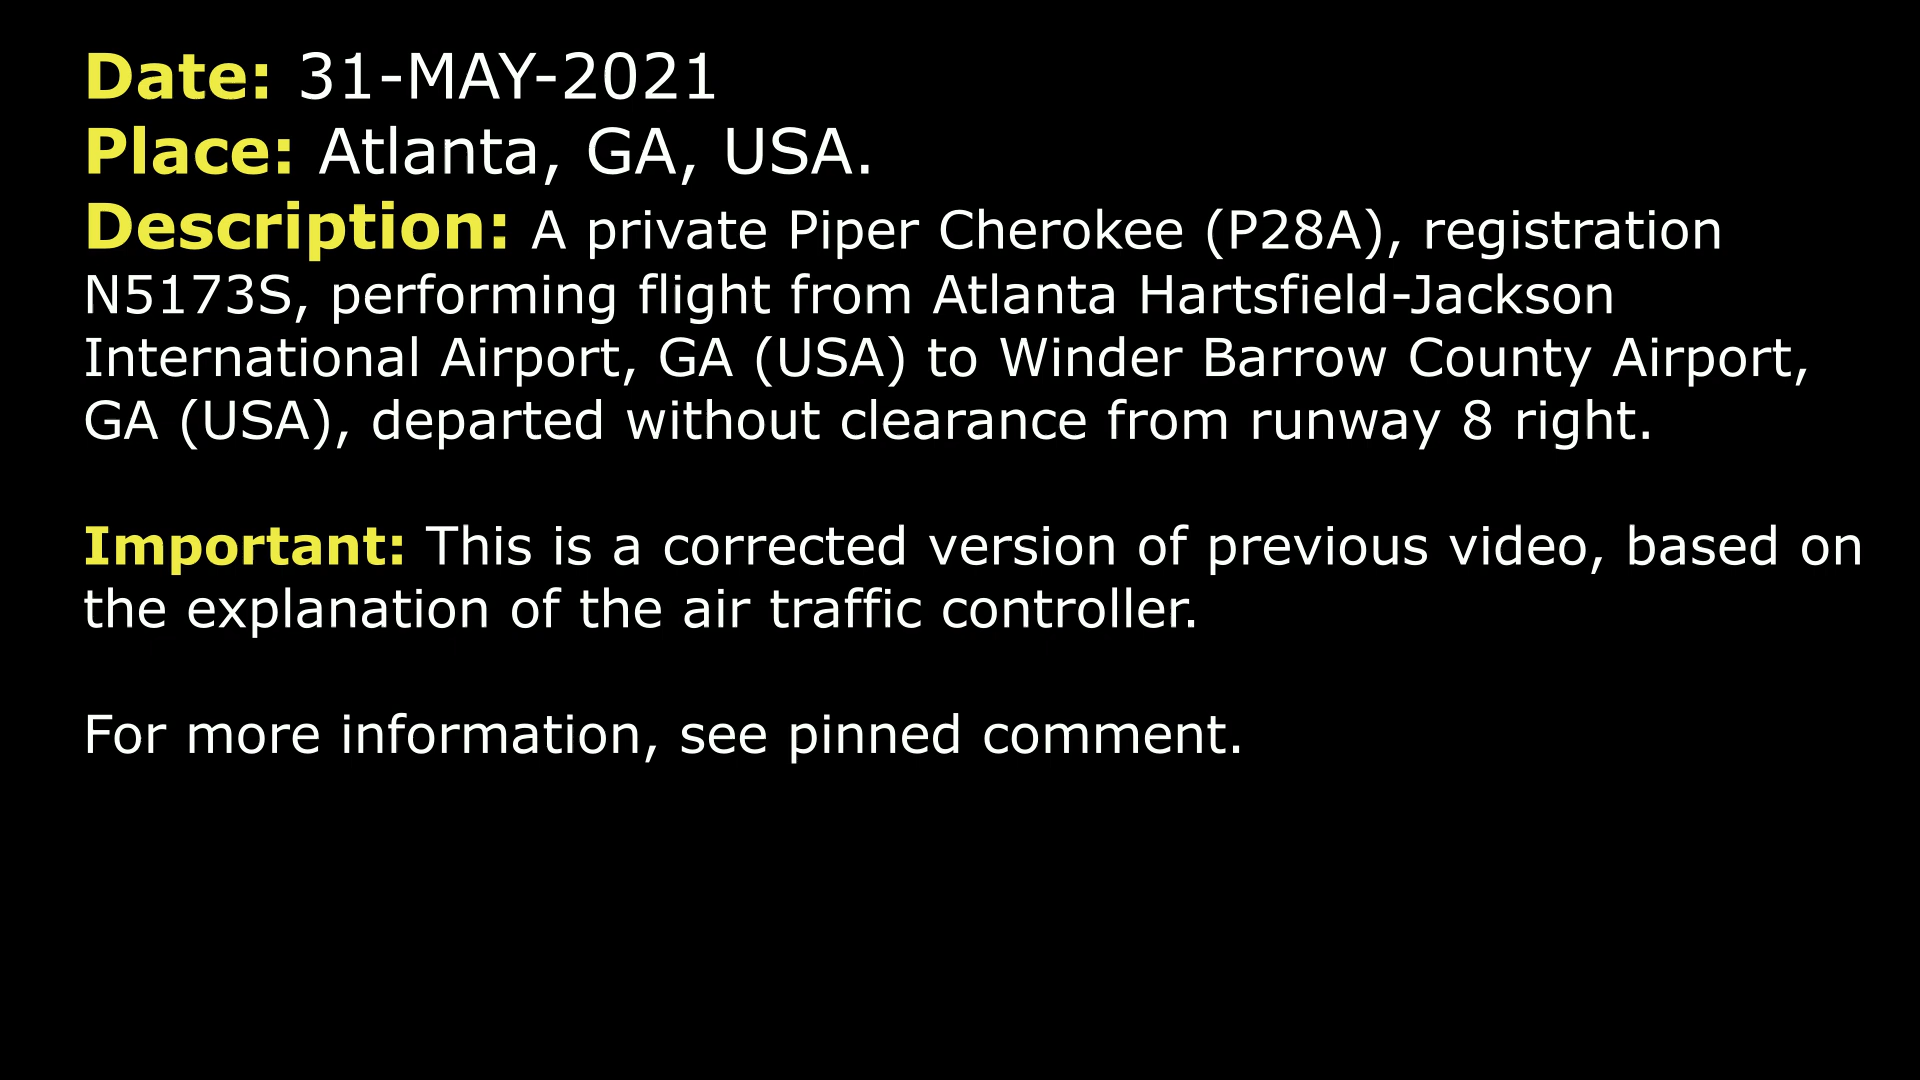 Date: 31-MAY-2021
Place: Atlanta, GA, USA.
Description: A private Piper Cherokee (P28A), registration
N5173S, performing flight from Atlanta Hartsfield-Jackson
International Airport, GA (USA) to Winder Barrow County Airport,
GA (USA), departed without clearance from runway 8 right.
Important: This is a corrected version of previous video, based on
the explanation of the air traffic controller.
For more information, see pinned comment.